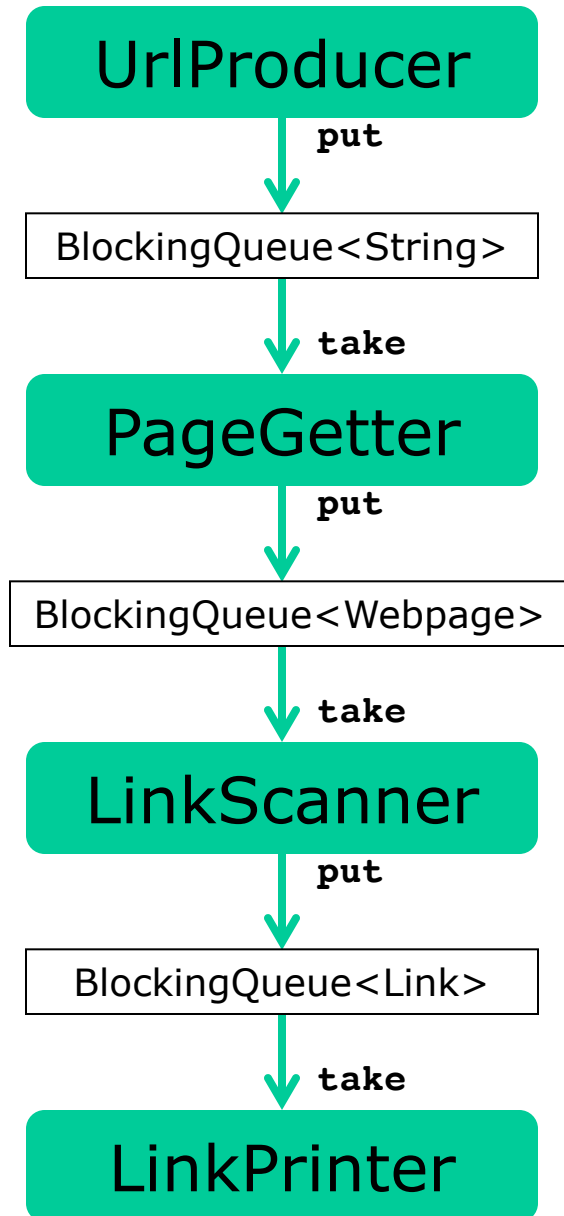 UrlProducer
put
BlockingQueue<String>
take
PageGetter
put
BlockingQueue<Webpage>
take
LinkScanner
put
BlockingQueue<Link>
take
LinkPrinter